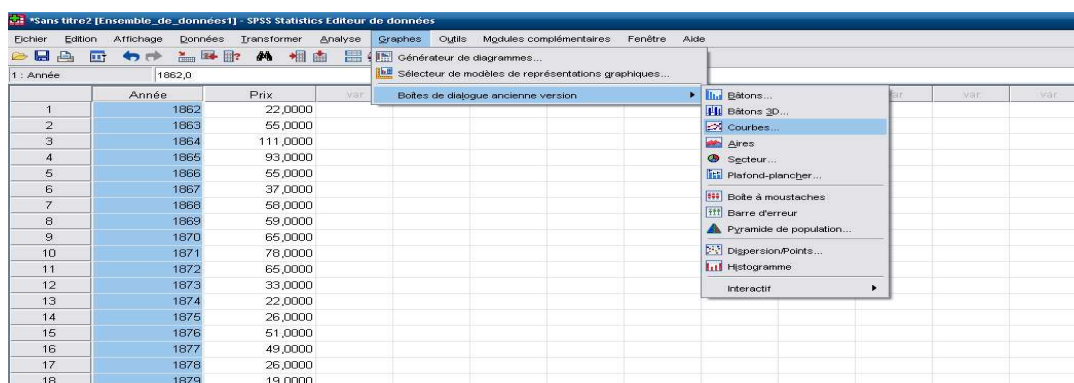 *Sans titre2 [Ensemble_de_données1] - SPSS Statistics Editeur de données
Fichier Edition Affichage Données Transformer Analyse Graphes Outils Modules complémentaires Fenêtre Aide
1 : Année 1862,0
Générateur de diagrammes...
Sélecteur de modèles de représentations graphiques...
Boîtes de dialogue ancienne version
Bâtons...
Bâtons 3D...
Courbes...
Aires
Secteur...
Plafond-plancher...
Boîte à moustaches
Barre d'erreur
Pyramide de population...
Dispersion/Points...
Histogramme
Interactif
Année Prix var var var
1 1862 22,0000
2 1863 55,0000
3 1864 111,0000
4 1865 93,0000
5 1866 55,0000
6 1867 37,0000
7 1868 58,0000
8 1869 59,0000
9 1870 65,0000
10 1871 78,0000
11 1872 65,0000
12 1873 33,0000
13 1874 22,0000
14 1875 26,0000
15 1876 51,0000
16 1877 49,0000
17 1878 26,0000
18 1879 19,0000